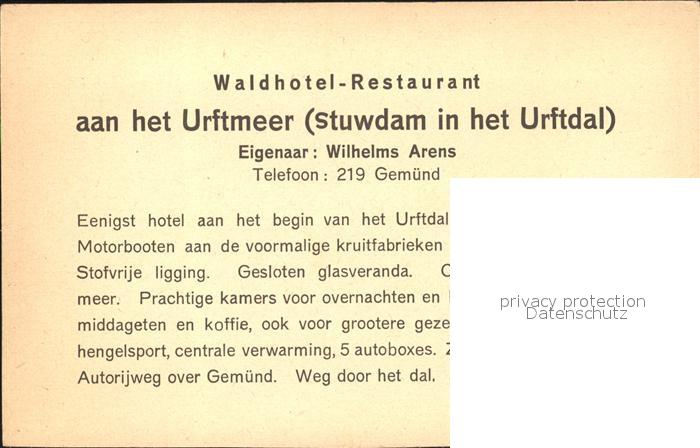 Waldhotel-Restaurant
aan het Urftmeer (Stuwdam in het Urftdal)
Eigenaar: Wilhelms Arens
Telefoon: 219 Gemünd
Eenigst hotel aan het begin van het Urftdal
Motorbooten aan de voormalige kruitfabrieken
Stofvrije ligging. Gesloten glasveranda.
meer. Prachtige kamers voor overnachten en
middageten en koffie, ook voor grootere
hengelsport, centrale verwarming, 5 autoboxes.
Autorijweg over Gemünd. Weg door het dal.
privacy protection
Datenschutz